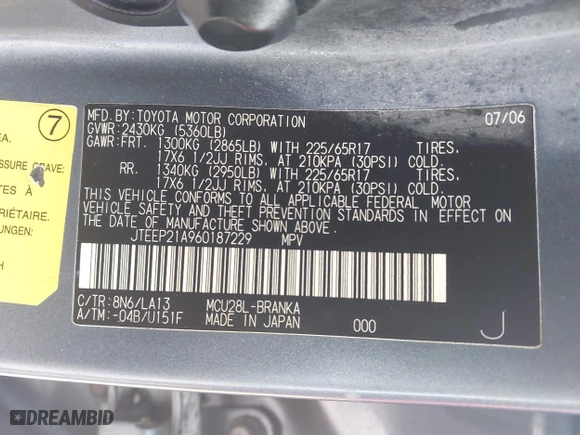 7
EA.
ESSURE GRAVE:
TS À
RIÉTAIRE.
UNGEN:
H
MFD. BY: TOYOTA MOTOR CORPORATION 07/06
GVWR: 2430KG (5360LB)
GAWR: FRT. 1300KG (2865LB) WITH 225/65R17 TIRES.
17X6 1/2JJ RIMS. AT 210KPA (30PSI) COLD.
RR. 1340KG (2950LB) WITH 225/65R17 TIRES.
17X6 1/2JJ RIMS. AT 210KPA (30PSI) COLD.
THIS VEHICLE CONFORMS TO ALL APPLICABLE FEDERAL MOTOR
VEHICLE SAFETY AND THEFT PREVENTION STANDARDS IN EFFECT ON
THE DATE OF MANUFACTURE SHOWN ABOVE.
JTEEP21A960187229 MPV
C/TR: 8N6/LA13 MCU28L-BRANKA
A/TM: -04B/U151F MADE IN JAPAN 000 J
DREAMBID